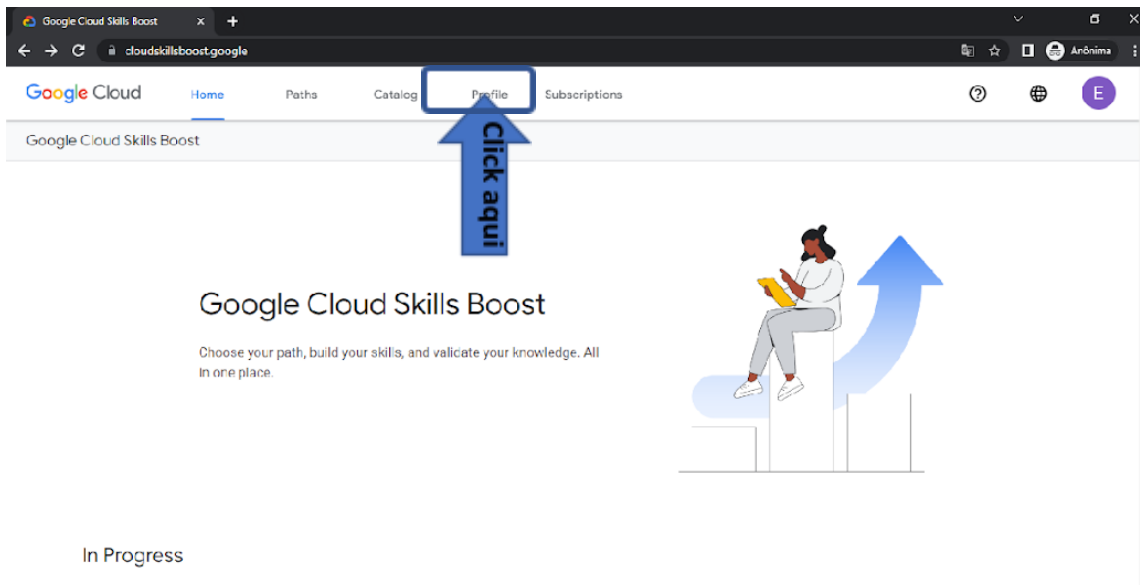 Google Cloud Skills Boost
cloudskillsboost.google
Anônima
Google Cloud
Home
Paths
Catalog
Profile
Subscriptions
E
Google Cloud Skills Boost
Click aqui
Google Cloud Skills Boost
Choose your path, build your skills, and validate your knowledge. All
in one place.
In Progress